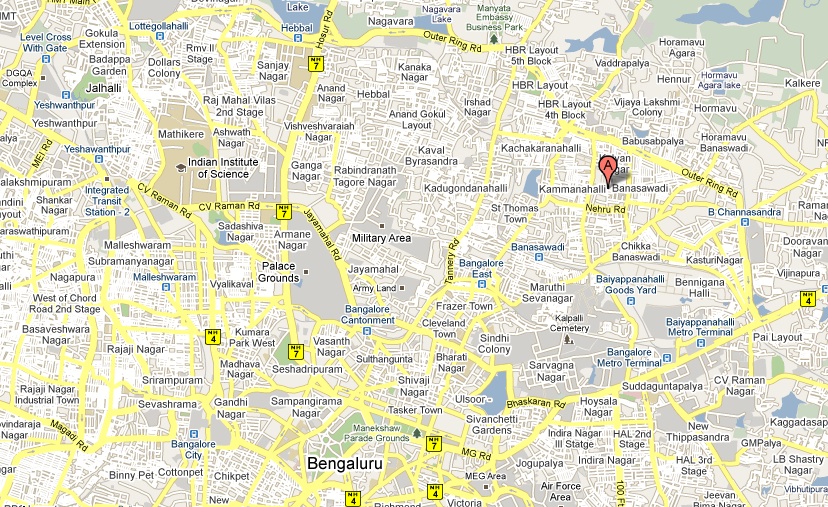 HMT Main
IMT
Lake
Hebbal
Nagavara
Nagavara
Lake
Manyata
Embassy
Business Park
Hosur Rd
Outer Ring Rd
Gokula
Extension
Lottegollahalli
Level Cross
With Gate
Badappa
Garden
Rmv II
Stage
Dollars
Colony
Sanjay
Nagar
NH
7
Kanaka
Nagar
HBR Layout
5th Block
Vaddrapalya
Horamavu
Agara
DGQA
Complex
Jalhalli
Anand
Nagar
Hebbal
Irshad
Nagar
HBR Layout
Hennur
Hormavu
Agara lake
Kalkere
Yeshwanthpur
Raj Mahal Vilas
2nd Stage
Anand Gokul
Layout
HBR Layout
4th Block
Vijaya Lakshmi
Colony
Hormavu
Yeshwanthpur
Mathikere
Ashwath
Nagar
Vishveshvaraiah
Nagar
Kachakaranahalli
Babusabpalya
Horamavu
Banaswadi
MEI Rd
Yeshawanthpur
Indian Institute
of Science
Ganga
Nagar
Kaval
Byrasandra
Rabindranath
Tagore Nagar
Kadugondanahalli
A
Kammanahalli
Banasawadi
Outer Ring Rd
Integrated
Transit
Station - 2
Shankar
Nagar
CV Raman Rd
CV Raman Rd
NH
7
Jayamahal Rd
St Thomas
Town
Nehru Rd
B Channasandra
Sadashiva
Nagar
Armane
Nagar
Military Area
Tannery Rd
Banasawadi
Chikka
Banaswadi
KasturiNagar
Malleshwaram
Subramanyanagar
Nagapura
Malleshwaram
Vyalikaval
Palace
Grounds
Jayamahal
Army Land
Bangalore
East
Maruthi
Sevanagar
Baiyappanahalli
Goods Yard
Bennigana
Halli
Vijinapura
NH
4
West of Chord
Road 2nd Stage
Bangalore
Cantonment
Frazer Town
Cleveland
Town
Kalpalli
Cemetery
Baiyyappanahalli
Metro Terminal
Pai Layout
Basaveshwara
Nagar
NH
4
Kumara
Park West
Rajaji Nagar
Vasanth
Nagar
NH
7
Seshadripuram
Sulthangunta
Bharati
Nagar
Sindhi
Colony
Sarvagna
Nagar
Bangalore
Metro Terminal
Suddaguntapalya
CV Raman
Nagar
Madhava
Nagar
Srirampuram
Rajaji Nagar
Industrial Town
Sevashrama
Gandhi
Nagar
Sampangirama
Nagar
Shivaji
Nagar
Tasker Town
Ulsoor
Bhaskaran Rd
Hoysala
Nagar
Sivanchetti
Gardens
Manekshaw
Parade Grounds
NH
7
MG Rd
Indira Nagar
III Stage
HAL 2nd
Stage
New
Thippasandra
Kaggadasap
Magadi Rd
Bangalore
City
Binny Pet
Cottonpet
Chikpet
Bengaluru
Jogupalya
Indira Nagar
HAL 3rd
Stage
GMPalya
LB Shastry
Nagar
MEG Area
Air Force
Area
100 Ft
Jeevan
Bima Nagar
Vibhutipura
NH
4
NH
4
Richmond
Victoria